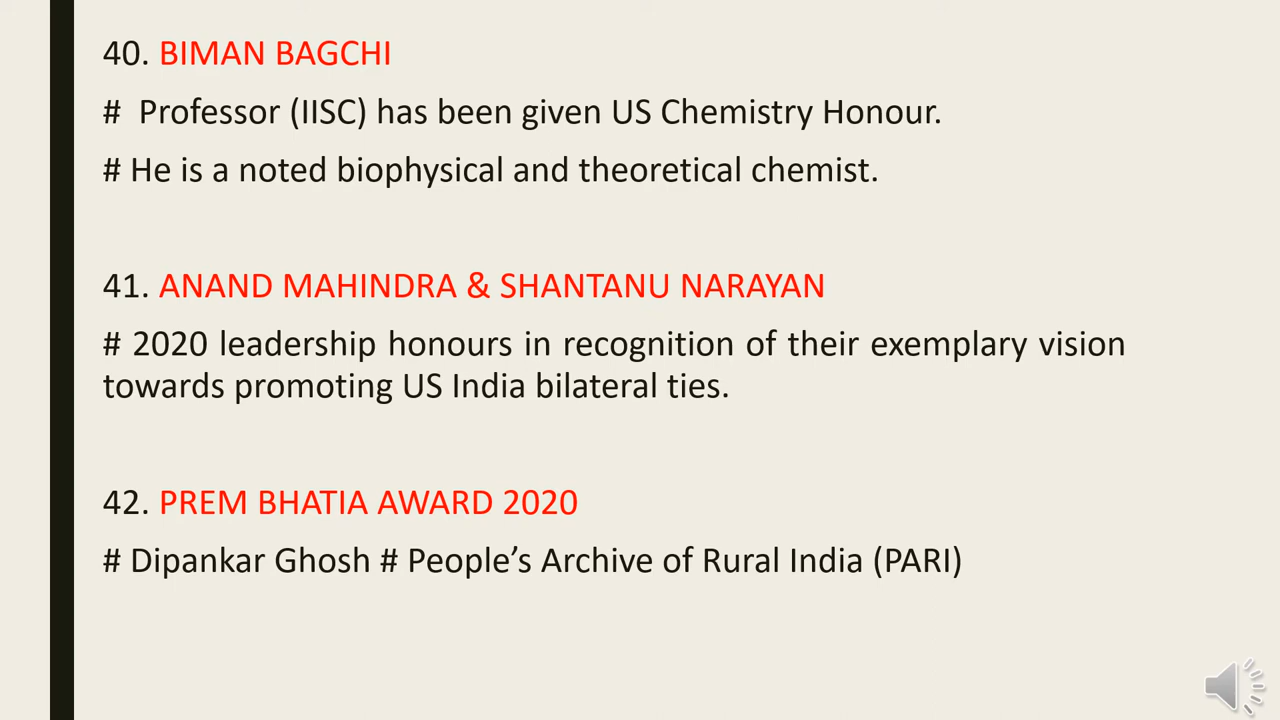 40. BIMAN BAGCHI
# Professor (IISC) has been given US Chemistry Honour.
# He is a noted biophysical and theoretical chemist.
41. ANAND MAHINDRA & SHANTANU NARAYAN
# 2020 leadership honours in recognition of their exemplary vision
towards promoting US India bilateral ties.
42. PREM BHATIA AWARD 2020
# Dipankar Ghosh # People’s Archive of Rural India (PARI)